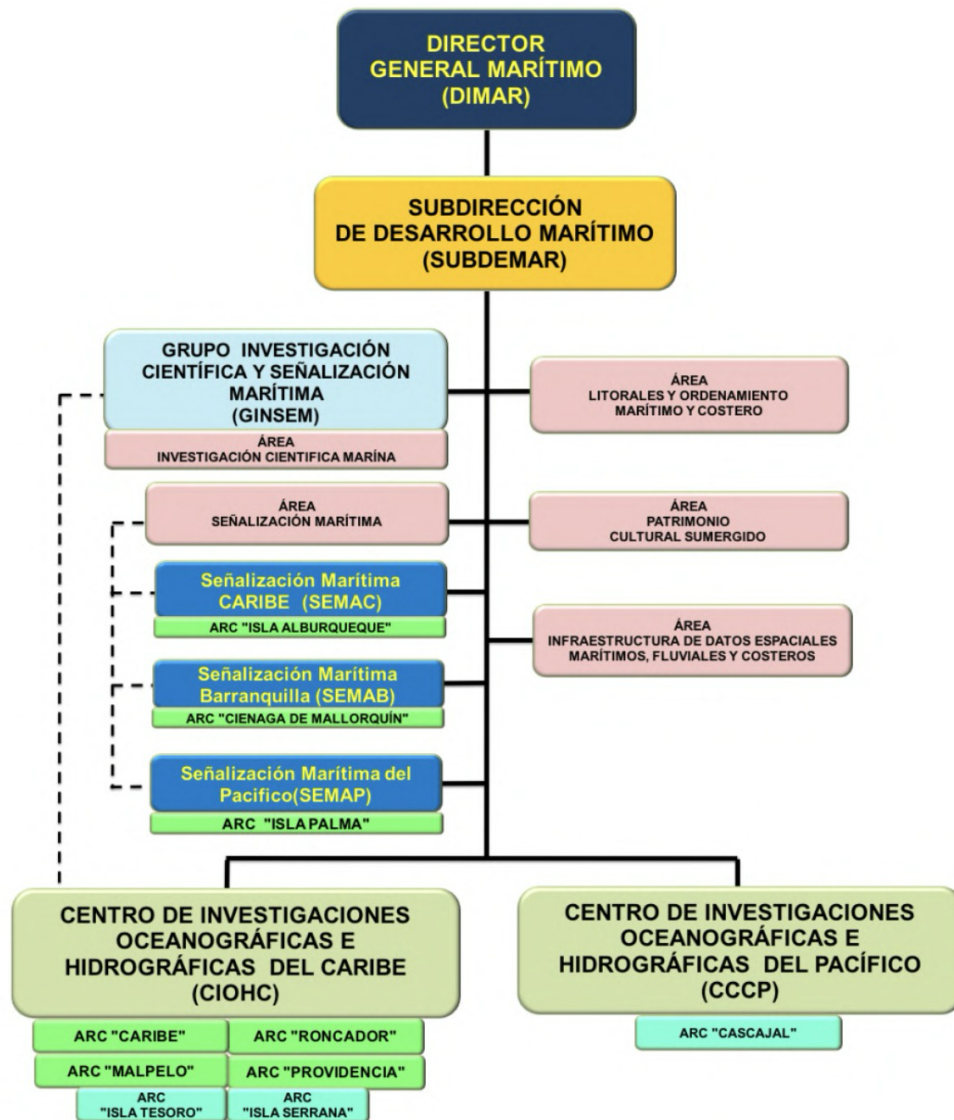 DIRECTOR
GENERAL MARÍTIMO
(DIMAR)
SUBDIRECCIÓN
DE DESARROLLO MARÍTIMO
(SUBDEMAR)
GRUPO INVESTIGACIÓN
CIENTÍFICA Y SEÑALIZACIÓN
MARÍTIMA
(GINSEM)
ÁREA
INVESTIGACIÓN CIENTIFICA MARÍNA
ÁREA
LITORALES Y ORDENAMIENTO
MARÍTIMO Y COSTERO
ÁREA
SEÑALIZACIÓN MARÍTIMA
ÁREA
PATRIMONIO
CULTURAL SUMERGIDO
Señalización Marítima
CARIBE (SEMAC)
ARC "ISLA ALBURQUEQUE"
ÁREA
INFRAESTRUCTURA DE DATOS ESPACIALES
MARÍTIMOS, FLUVIALES Y COSTEROS
Señalización Marítima
Barranquilla (SEMAB)
ARC "CIENAGA DE MALLORQUÍN"
Señalización Marítima del
Pacifico(SEMAP)
ARC "ISLA PALMA"
CENTRO DE INVESTIGACIONES
OCEANOGRÁFICAS E
HIDROGRÁFICAS DEL CARIBE
(CIOHC)
ARC "CARIBE"
ARC "RONCADOR"
ARC "MALPELO"
ARC "PROVIDENCIA"
ARC
"ISLA TESORO"
ARC
"ISLA SERRANA"
CENTRO DE INVESTIGACIONES
OCEANOGRÁFICAS E
HIDROGRÁFICAS DEL PACÍFICO
(CCCP)
ARC "CASCAJAL"